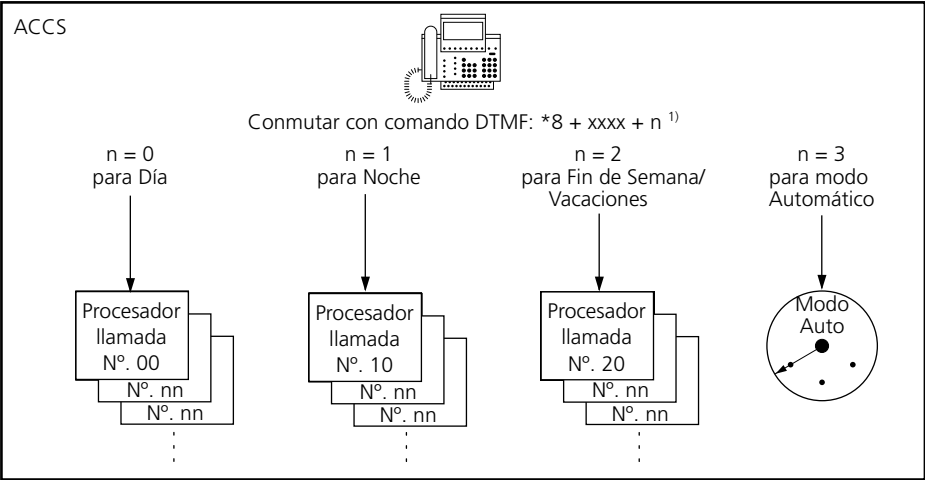 ACCS
Conmutar con comando DTMF: *8 + xxxx + n 1)
n = 0
para Día
n = 1
para Noche
n = 2
para Fin de Semana/
Vacaciones
n = 3
para modo
Automático
Procesador
llamada
Nº. 00
Nº. nn
Nº. nn
Procesador
llamada
Nº. 10
Nº. nn
Nº. nn
Procesador
llamada
Nº. 20
Nº. nn
Nº. nn
Modo
Auto